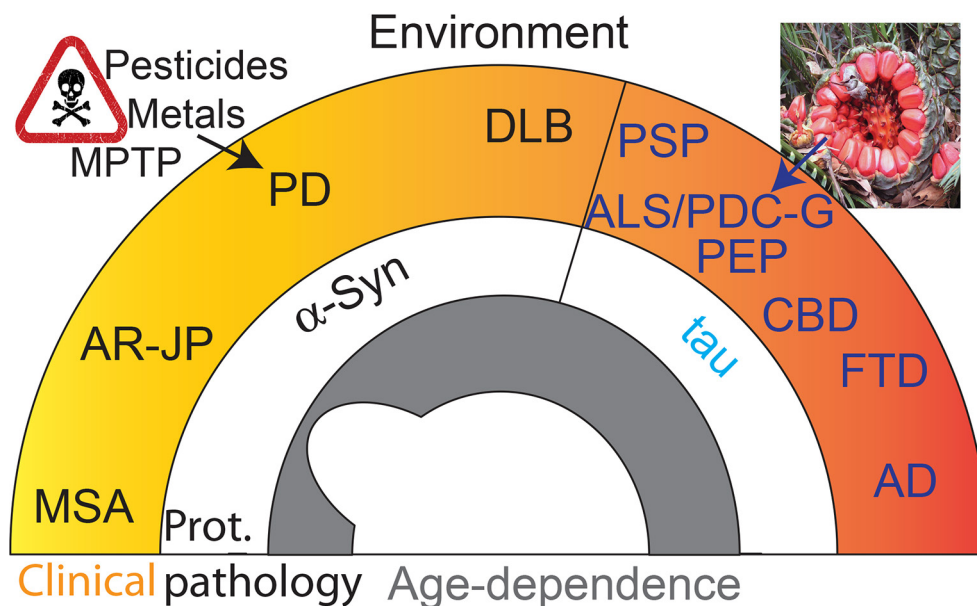 Environment
Pesticides
Metals
MPTP
PD
DLB
PSP
ALS/PDC-G
PEP
CBD
FTD
AD
AR-JP
MSA
α-Syn
tau
Prot.
Clinical pathology Age-dependence